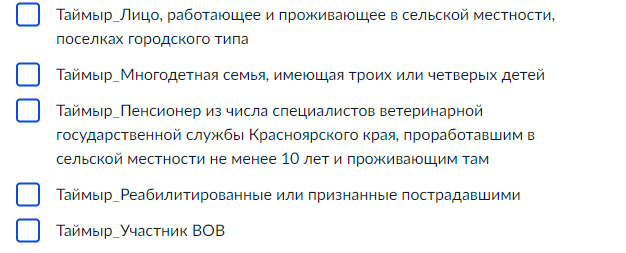 Таймыр_Лицо, работающее и проживающее в сельской местности,
поселках городского типа
Таймыр_Многодетная семья, имеющая троих или четверых детей
Таймыр_Пенсионер из числа специалистов ветеринарной
государственной службы Красноярского края, проработавшим в
сельской местности не менее 10 лет и проживающим там
Таймыр_Реабилитированные или признанные пострадавшими
Таймыр_Участник ВОВ